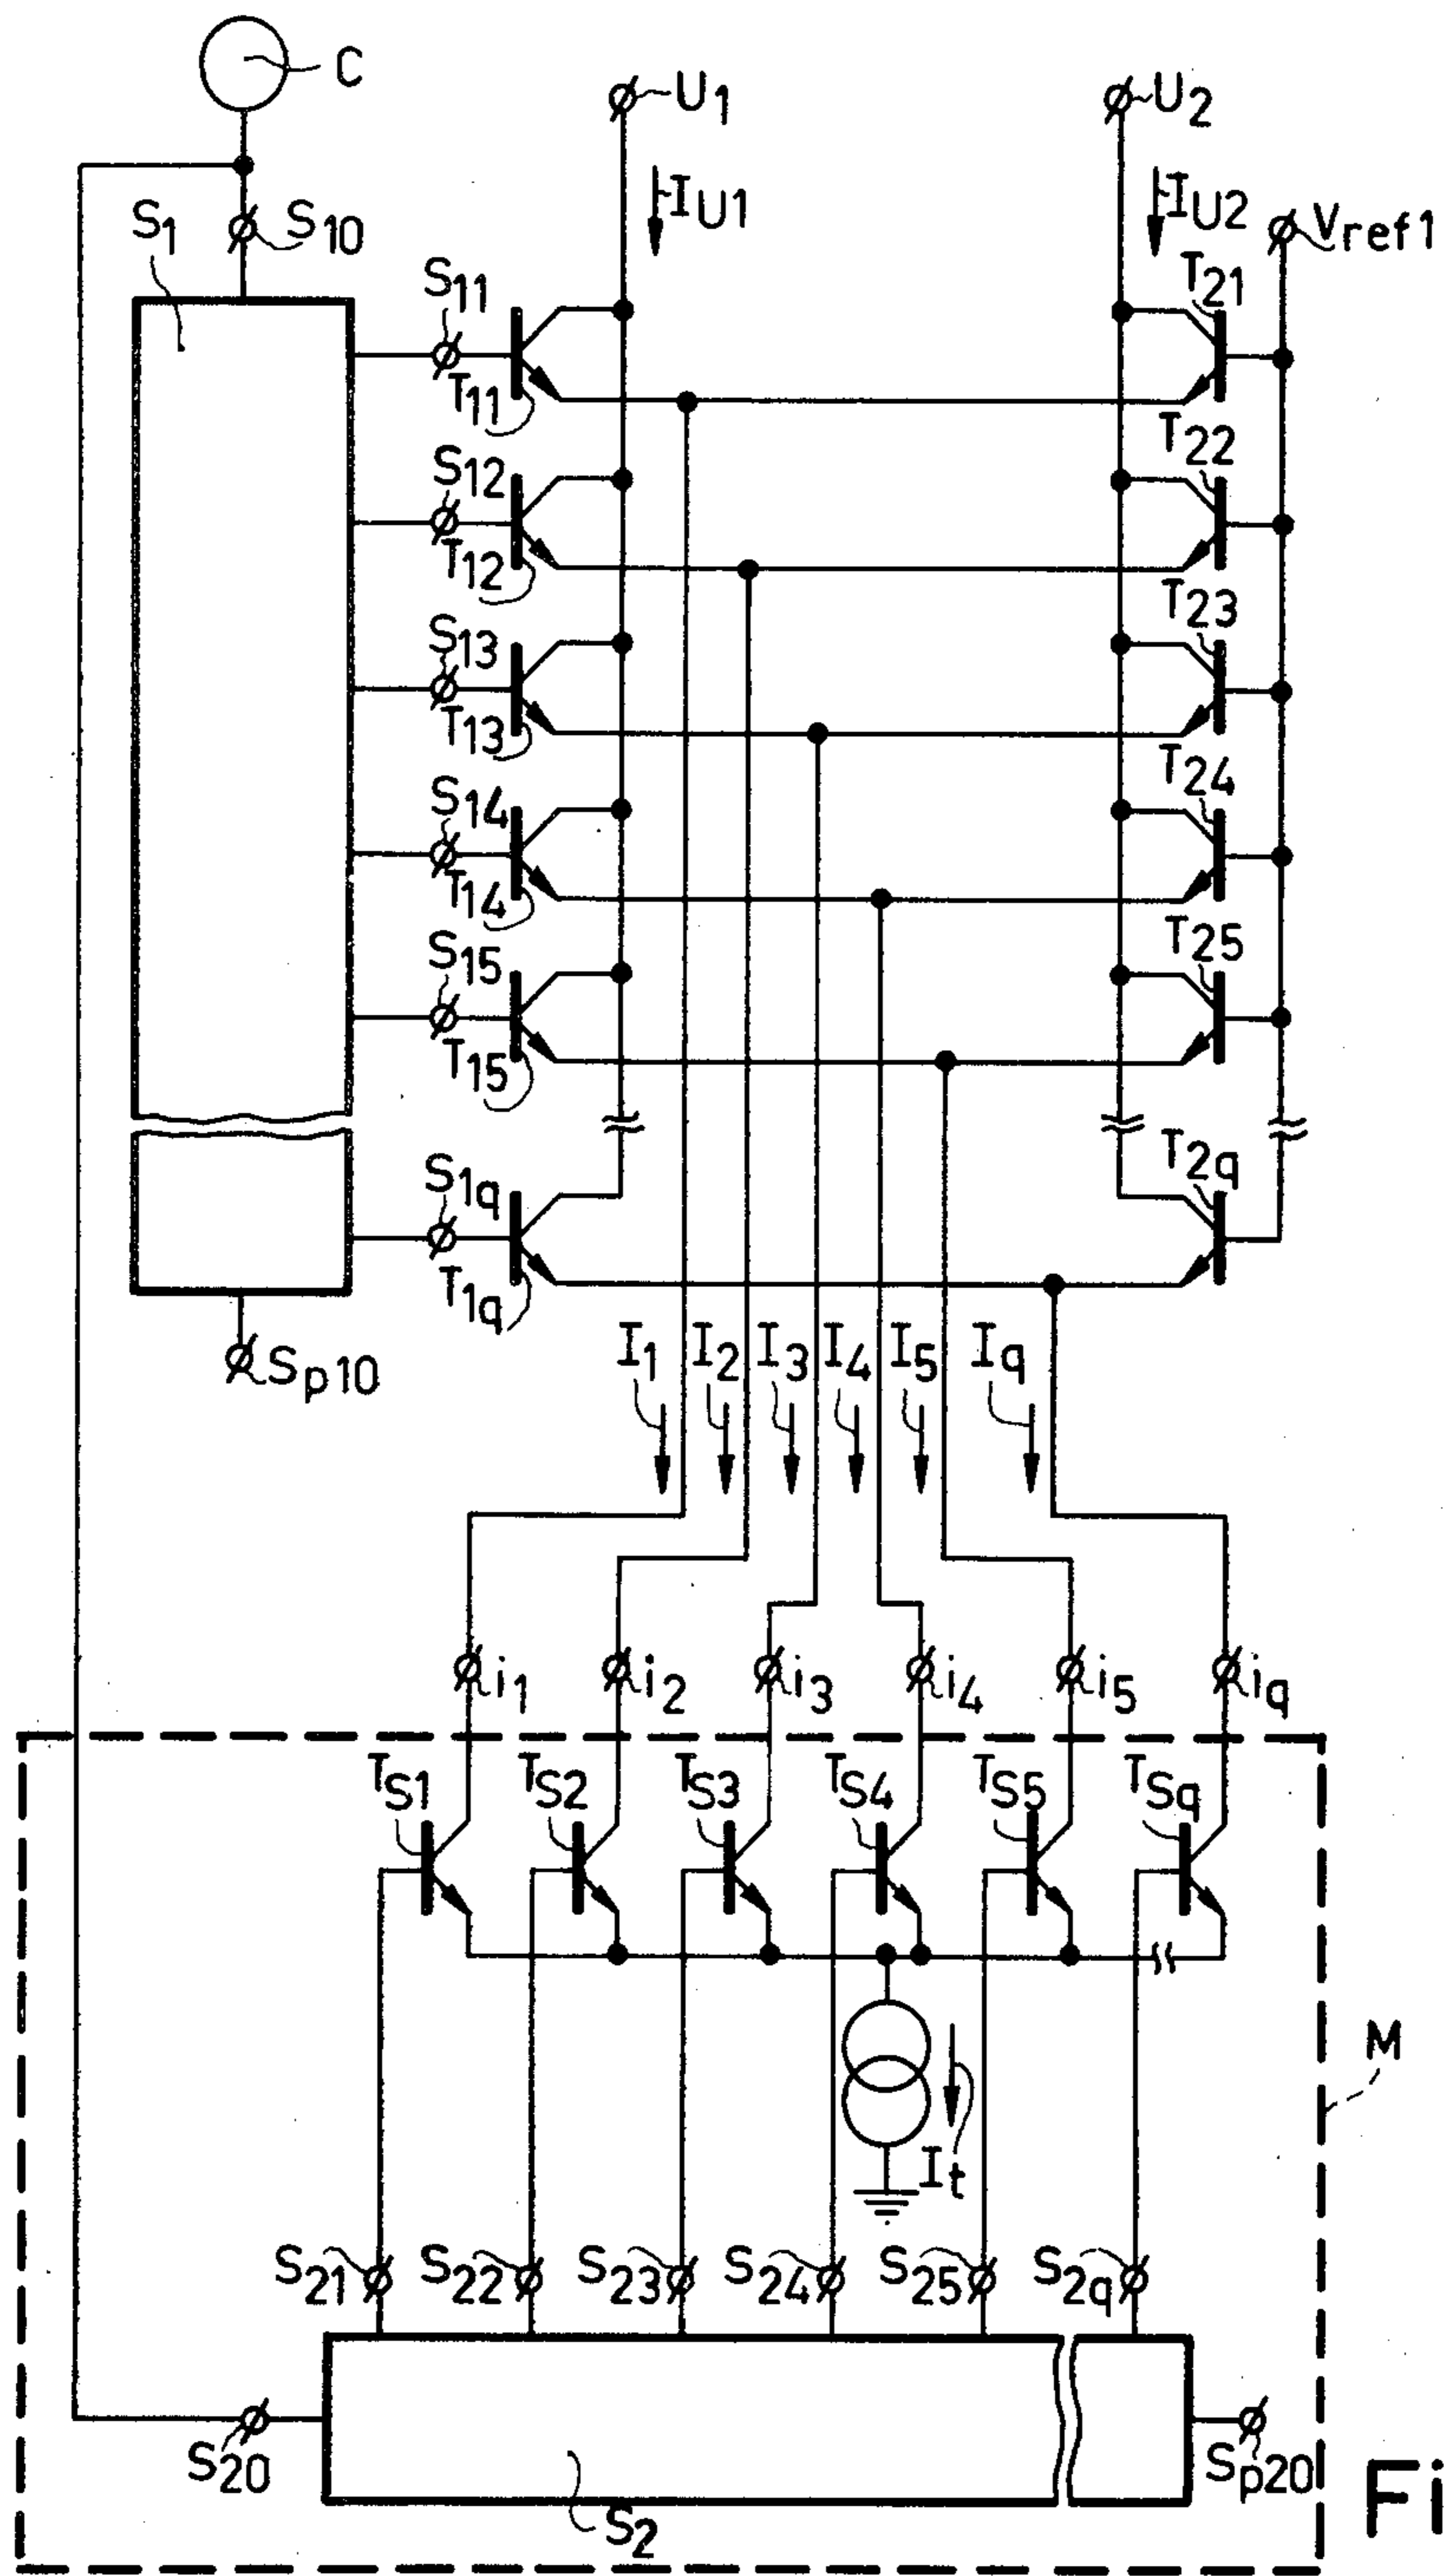 C
U1
U2
IU1
IU2
S1
S10
Vref1
S11
T21
T11
T22
S12
T12
T23
S13
T13
T24
S14
T14
T25
S15
T15
T2q
S1q
T1q
Sp10
I1 I2 I3 I4 I5 Iq
i1 i2 i3 i4 i5 iq
TS1 TS2 TS3 TS4 TS5 TSq
M
It
S21 S22 S23 S24 S25 S2q
S20
Sp20
S2
Fi